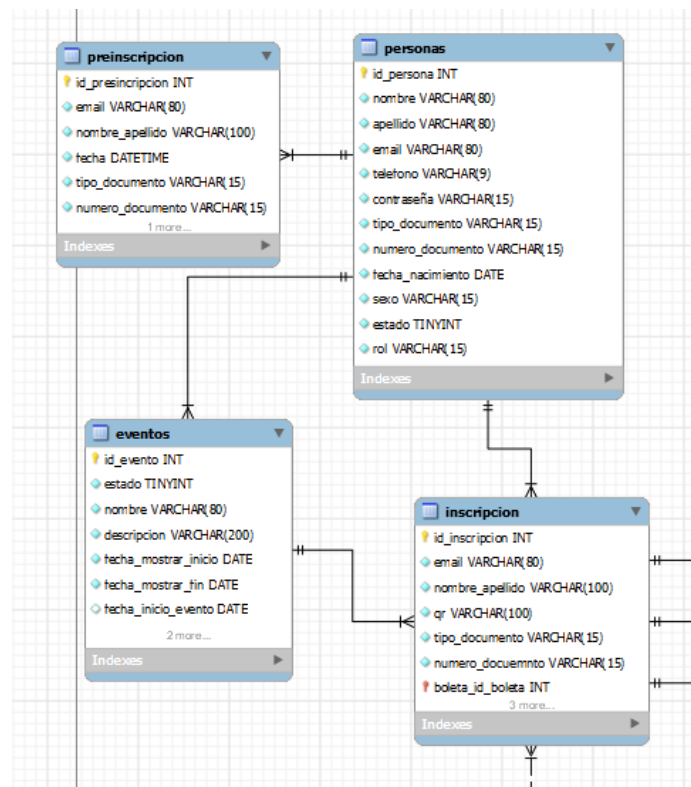 preinscripcion
id_presincripcion INT
email VARCHAR(80)
nombre_apellido VARCHAR(100)
fecha DATETIME
tipo_documento VARCHAR(15)
numero_documento VARCHAR(15)
1 more...
Indexes
personas
id_persona INT
nombre VARCHAR(80)
apellido VARCHAR(80)
email VARCHAR(80)
telefono VARCHAR(9)
contraseña VARCHAR(15)
tipo_documento VARCHAR(15)
numero_documento VARCHAR(15)
fecha_nacimiento DATE
sexo VARCHAR(15)
estado TINYINT
rol VARCHAR(15)
Indexes
eventos
id_evento INT
estado TINYINT
nombre VARCHAR(80)
descripcion VARCHAR(200)
fecha_mostrar_inicio DATE
fecha_mostrar_fin DATE
fecha_inicio_evento DATE
2 more...
Indexes
inscripcion
id_inscripcion INT
email VARCHAR(80)
nombre_apellido VARCHAR(100)
qr VARCHAR(100)
tipo_documento VARCHAR(15)
numero_docuemnto VARCHAR(15)
boleta_id_boleta INT
3 more...
Indexes